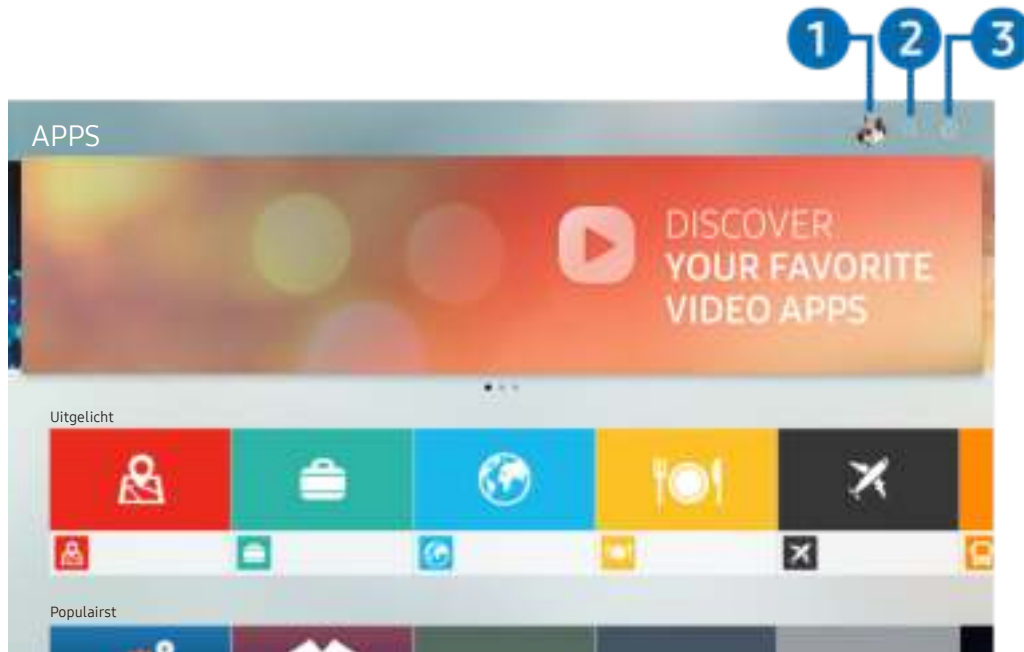 1 2 3
APPS
DISCOVER
YOUR FAVORITE
VIDEO APPS
Uitgelicht
Populairst